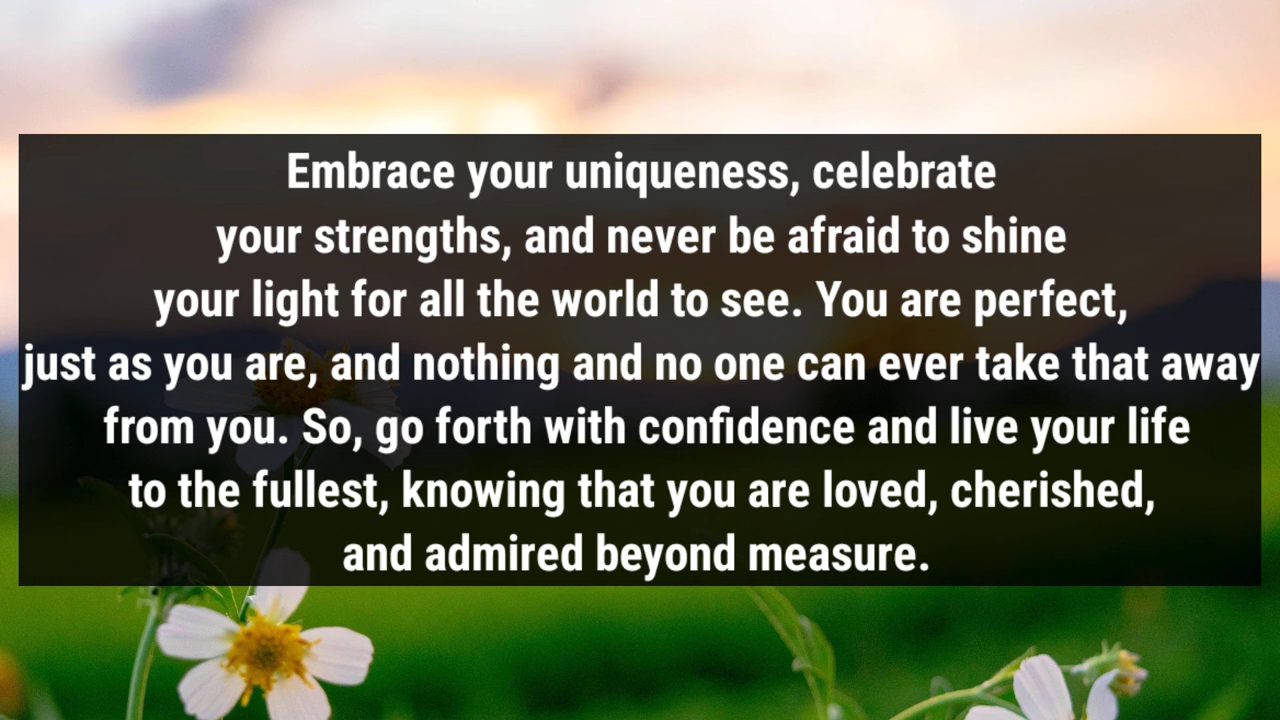 Embrace your uniqueness, celebrate
your strengths, and never be afraid to shine
your light for all the world to see. You are perfect,
just as you are, and nothing and no one can ever take that away
from you. So, go forth with confidence and live your life
to the fullest, knowing that you are loved, cherished,
and admired beyond measure.